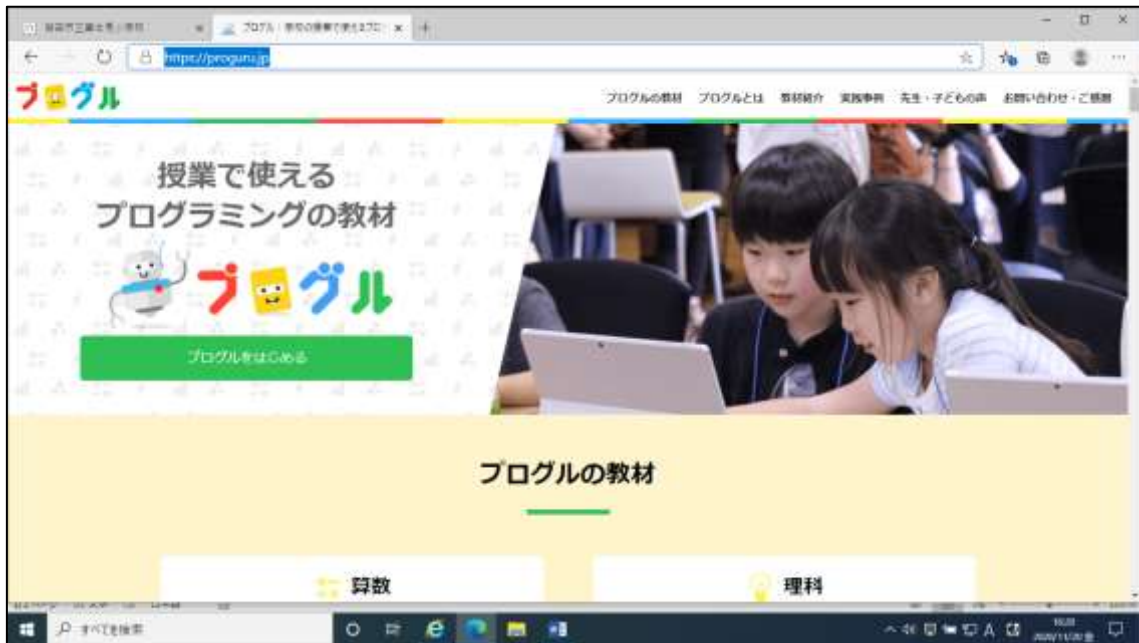 プログル
https://proguru.jp
プログルの教材 プログルとは 教材紹介 実践事例 先生・子どもの声 お問い合わせ・ご感想
授業で使える
プログラミングの教材
プログル
プログルをはじめる
プログルの教材
算数
理科
すべてを検索
A
2020/11/20